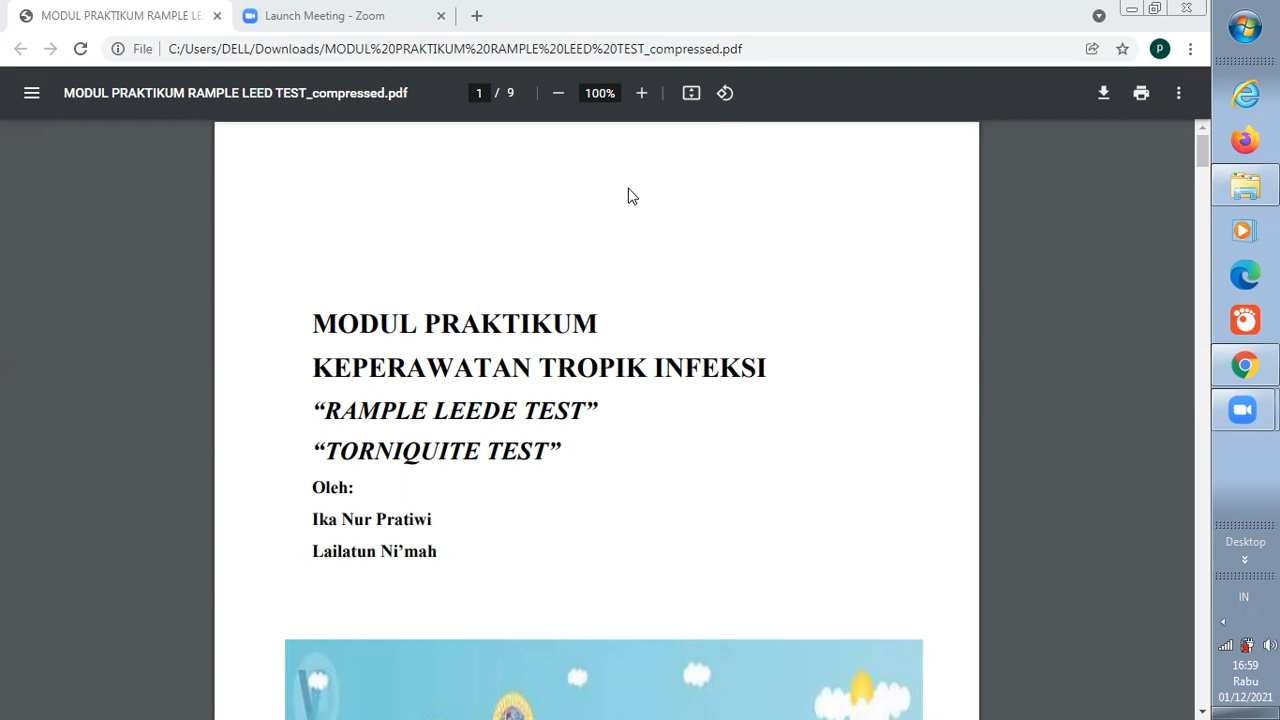 MODUL PRAKTIKUM RAMPLE LE
Launch Meeting - Zoom
File
C:/Users/DELL/Downloads/MODUL%20PRAKTIKUM%20RAMPLE%20LEED%20TEST_compressed.pdf
P
MODUL PRAKTIKUM RAMPLE LEED TEST_compressed.pdf
1 / 9
100%
MODUL PRAKTIKUM
KEPERAWATAN TROPIK INFEKSI
“RAMPLE LEEDE TEST”
“TORNIQUITE TEST”
Oleh:
Ika Nur Pratiwi
Lailatun Ni’mah
Desktop
IN
16:59
Rabu
01/12/2021